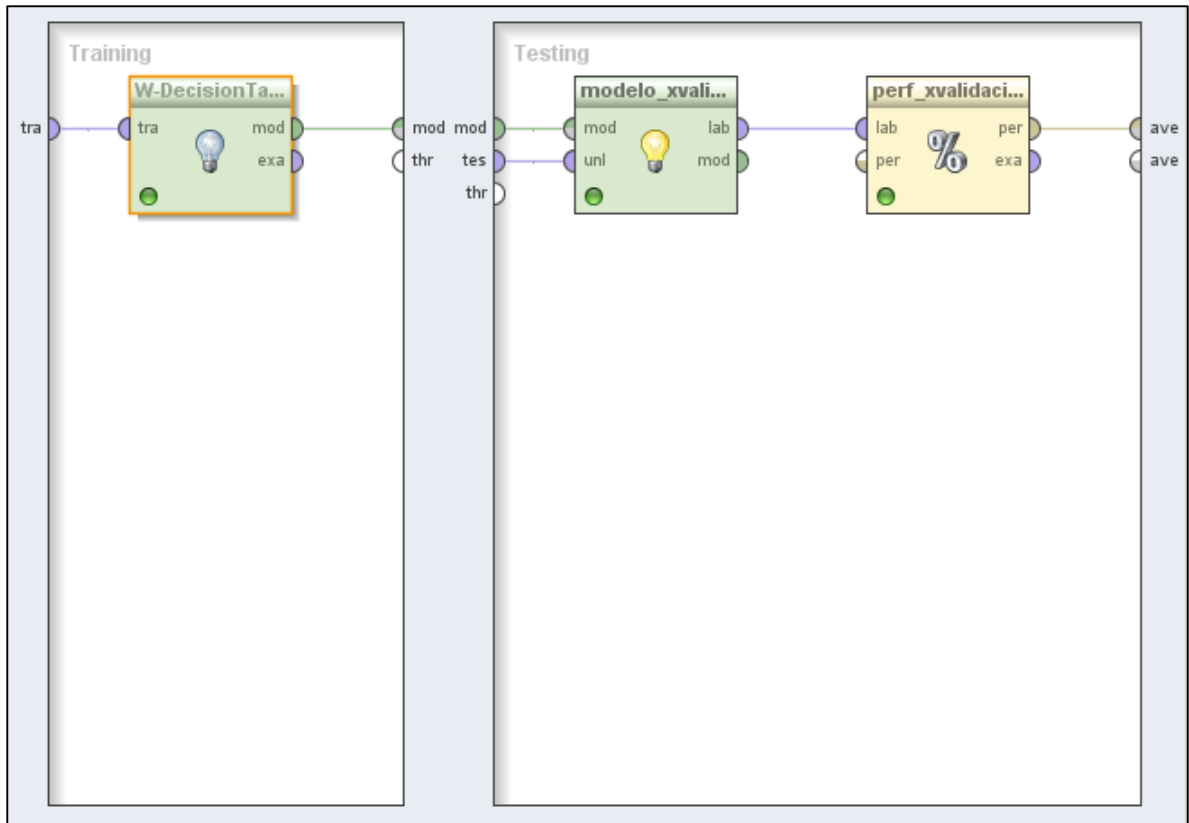 Training
Testing
W-DecisionTa...
modelo_xvali...
perf_xvalidaci...
tra
tra
mod
mod
mod
mod
lab
lab
per
ave
exa
thr
tes
unl
mod
per
%
exa
ave
thr